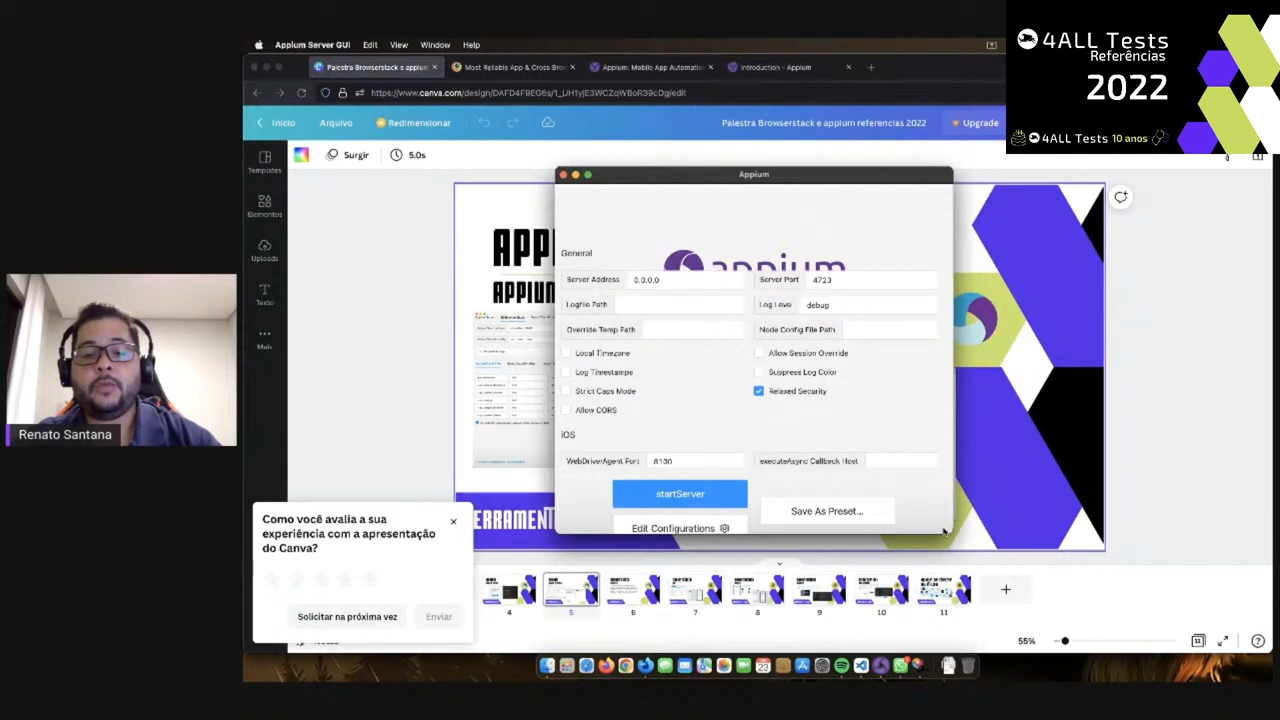 Appium Server GUI Edit View Window Help
4ALL Tests
Referências
2022
4ALL Tests 10 anos
Palestra Browserstack e appium
Most Reliable App & Cross Brow
Appium: Mobile App Automatio
Introduction - Appium
https://www.canva.com/design/DAFD4FBEG6s/1_UH1yjE3WCZqWBoR39cDg/edit
Início Arquivo Redimensionar
Palestra Browserstack e appium referencias 2022
Upgrade
Surgir 5.0s
Templates
Elementos
Uploads
Texto
Mais
Appium
appium
General
Server Address 0.0.0.0 Server Port 4723
Logfile Path Log Level debug
Override Temp Path Node Config File Path
Local Timezone Allow Session Override
Log Timestamps Suppress Log Color
Strict Caps Mode Relaxed Security
Allow CORS
iOS
WebDriverAgent Port 8100 executeAsync Callback Host
startServer
Save As Preset...
Edit Configurations
Renato Santana
Como você avalia a sua
experiência com a apresentação
do Canva?
Solicitar na próxima vez Enviar
4 5 6 7 8 9 10 11
55%